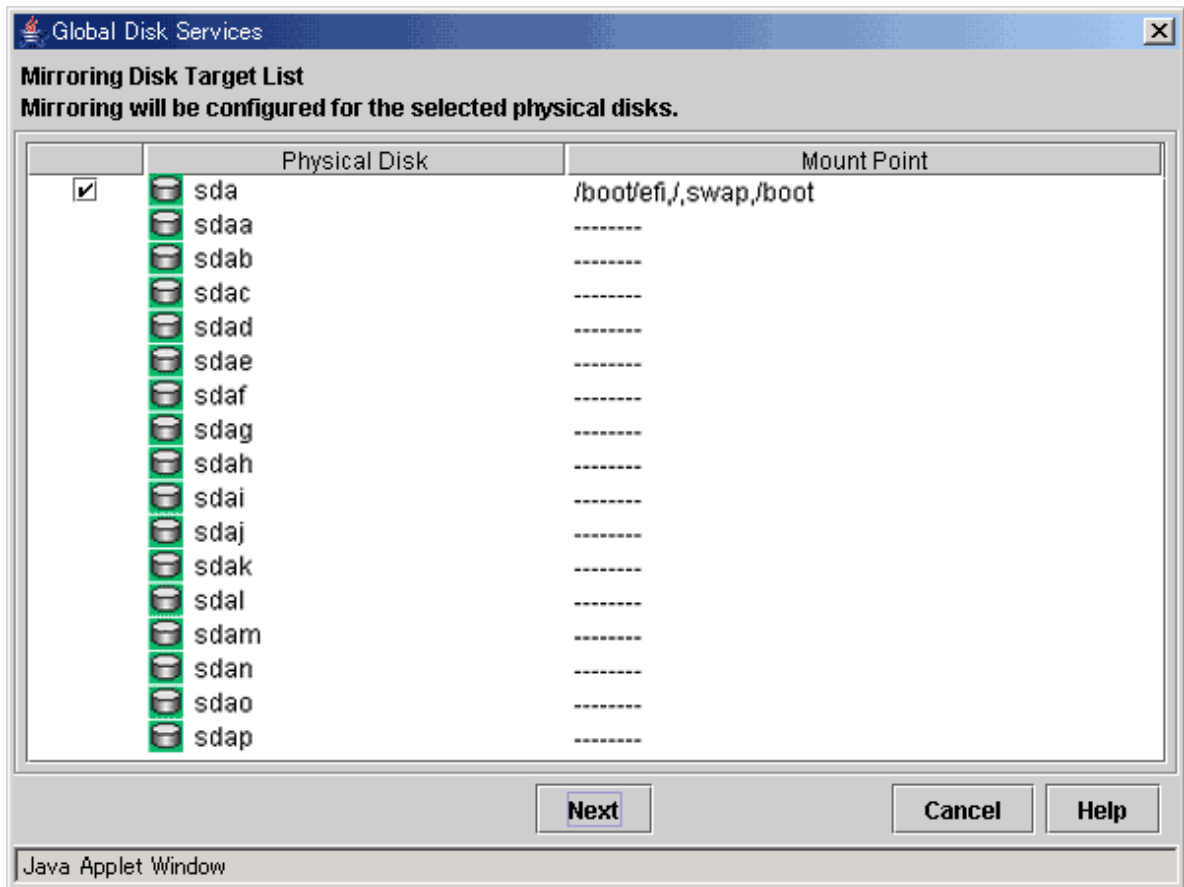 Global Disk Services
Mirroring Disk Target List
Mirroring will be configured for the selected physical disks.
Physical Disk Mount Point
sda /boot/efi,/,swap,/boot
sdaa --------
sdab --------
sdac --------
sdad --------
sdae --------
sdaf --------
sdag --------
sdah --------
sdai --------
sdaj --------
sdak --------
sdal --------
sdam --------
sdan --------
sdao --------
sdap --------
Next Cancel Help
Java Applet Window